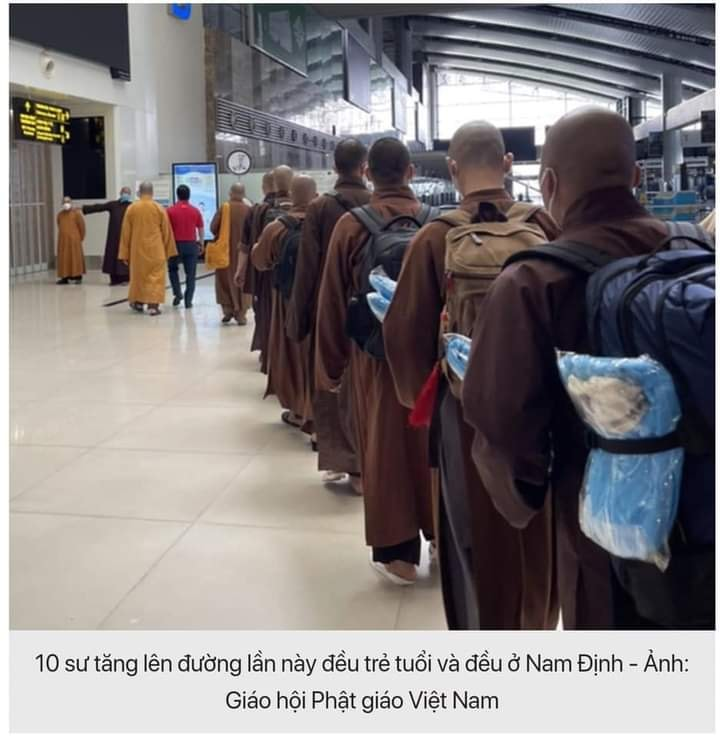 10 sư tăng lên đường lần này đều trẻ tuổi và đều ở Nam Định - Ảnh:
Giáo hội Phật giáo Việt Nam